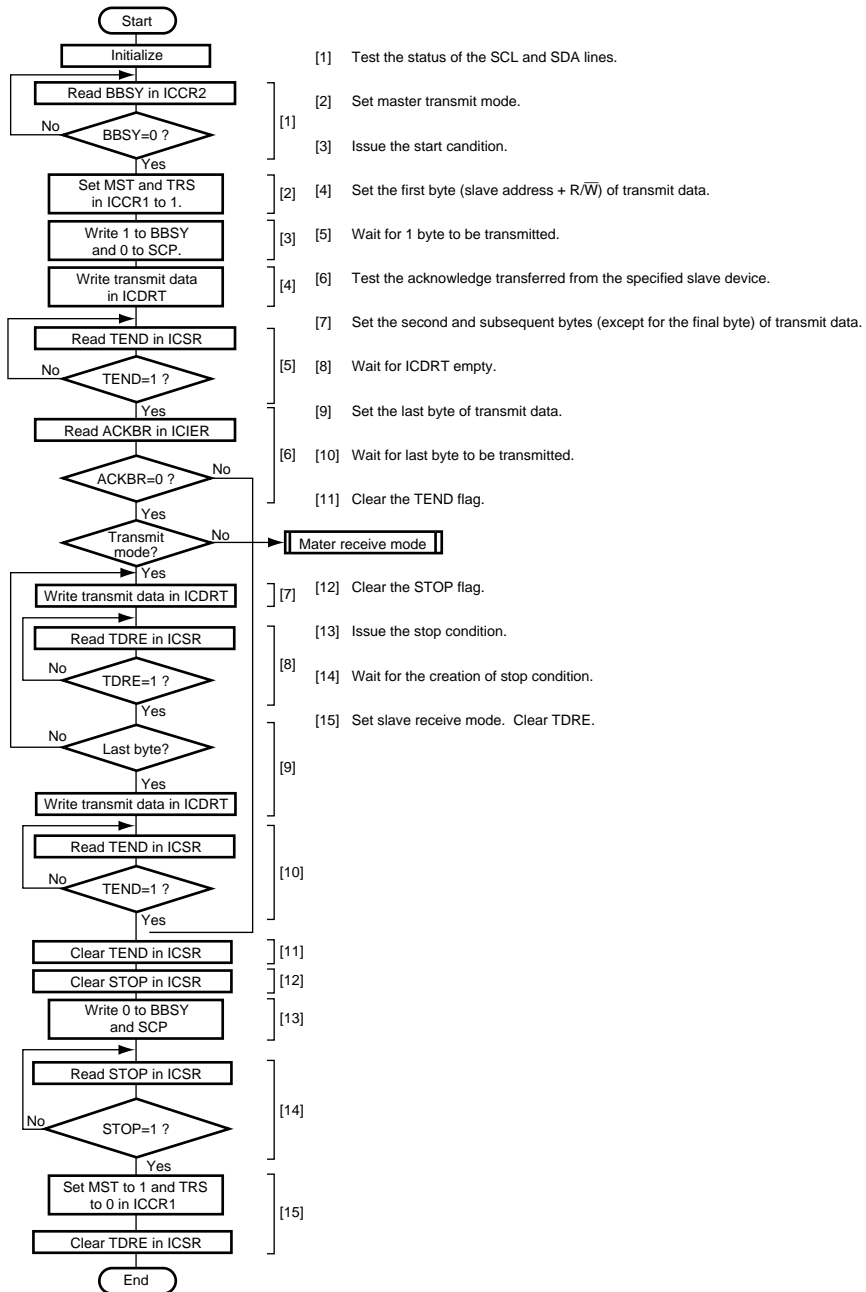 Start
Initialize
Read BBSY in ICCR2
No
BBSY=0 ?
[1]
Yes
Set MST and TRS
in ICCR1 to 1.
[2]
Write 1 to BBSY
and 0 to SCP.
[3]
Write transmit data
in ICDRT
[4]
Read TEND in ICSR
No
TEND=1 ?
[5]
Yes
Read ACKBR in ICIER
No
ACKBR=0 ?
[6]
Yes
Transmit
mode?
No
Mater receive mode
Yes
Write transmit data in ICDRT
[7]
Read TDRE in ICSR
No
TDRE=1 ?
[8]
Yes
No
Last byte?
[9]
Yes
Write transmit data in ICDRT
Read TEND in ICSR
No
TEND=1 ?
[10]
Yes
Clear TEND in ICSR
[11]
Clear STOP in ICSR
[12]
Write 0 to BBSY
and SCP
[13]
Read STOP in ICSR
No
STOP=1 ?
[14]
Yes
Set MST to 1 and TRS
to 0 in ICCR1
[15]
Clear TDRE in ICSR
End
[1] Test the status of the SCL and SDA lines.
[2] Set master transmit mode.
[3] Issue the start candition.
[4] Set the first byte (slave address + R/W̅) of transmit data.
[5] Wait for 1 byte to be transmitted.
[6] Test the acknowledge transferred from the specified slave device.
[7] Set the second and subsequent bytes (except for the final byte) of transmit data.
[8] Wait for ICDRT empty.
[9] Set the last byte of transmit data.
[10] Wait for last byte to be transmitted.
[11] Clear the TEND flag.
[12] Clear the STOP flag.
[13] Issue the stop condition.
[14] Wait for the creation of stop condition.
[15] Set slave receive mode. Clear TDRE.